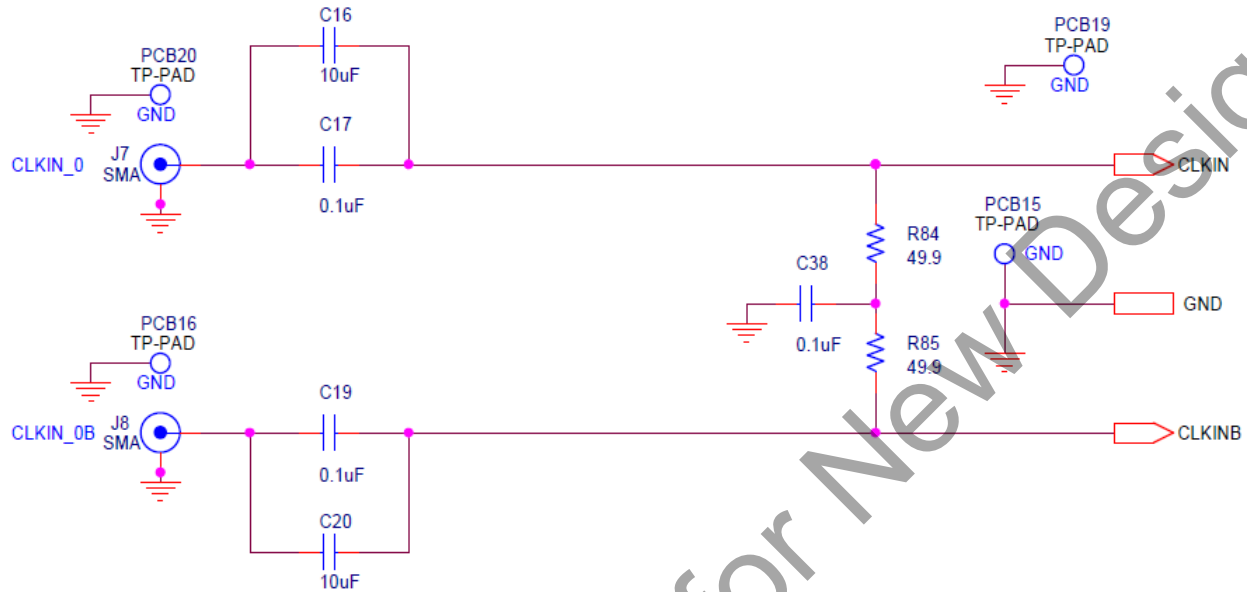 C16
10uF
PCB20
TP-PAD
GND
PCB19
TP-PAD
GND
C17
0.1uF
CLKIN_0
J7
SMA
CLKIN
R84
49.9
PCB15
TP-PAD
GND
C38
0.1uF
GND
R85
49.9
PCB16
TP-PAD
GND
C19
0.1uF
CLKIN_0B
J8
SMA
CLKINB
C20
10uF
for New Desig